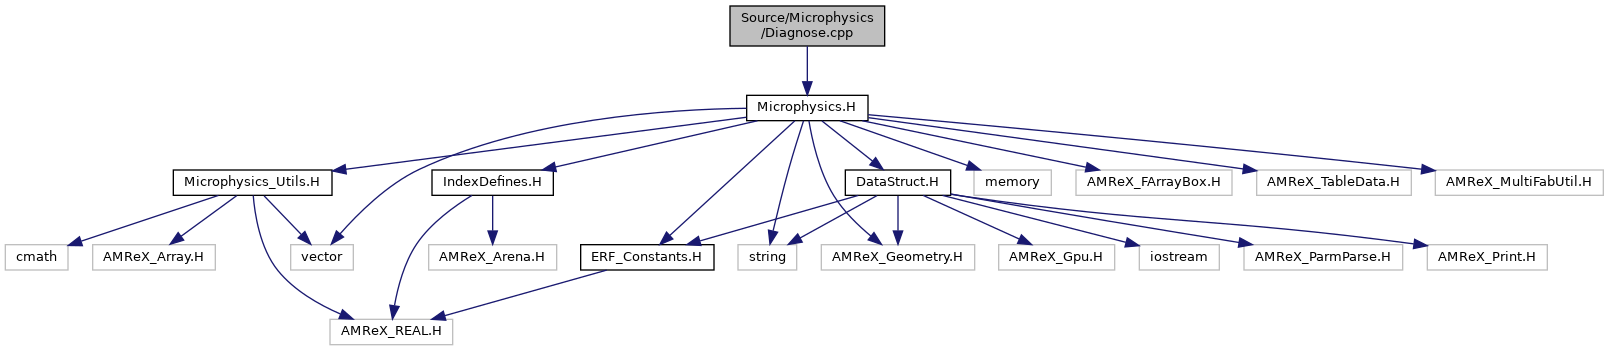 Source/Microphysics
/Diagnose.cpp
Microphysics.H
Microphysics_Utils.H
IndexDefines.H
DataStruct.H
memory
AMReX_FArrayBox.H
AMReX_TableData.H
AMReX_MultiFabUtil.H
cmath
AMReX_Array.H
vector
AMReX_Arena.H
ERF_Constants.H
string
AMReX_Geometry.H
AMReX_Gpu.H
iostream
AMReX_ParmParse.H
AMReX_Print.H
AMReX_REAL.H